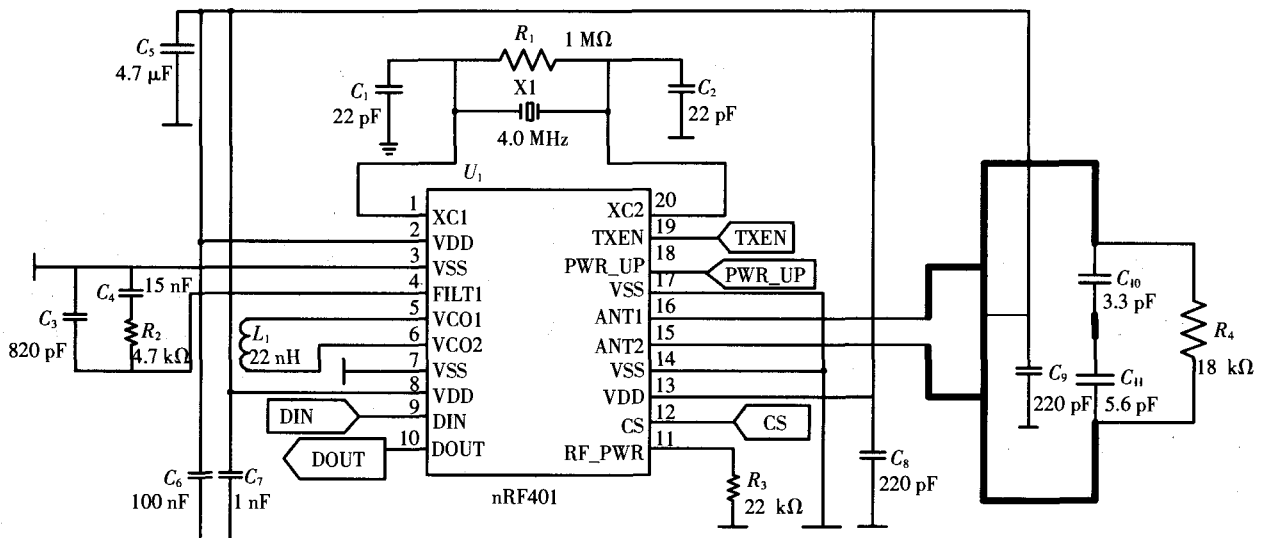 C5
4.7 μF
R1
1 MΩ
C1
22 pF
X1
4.0 MHz
C2
22 pF
U1
1
XC1
2
VDD
3
VSS
4
FILT1
5
VCO1
6
VCO2
7
VSS
8
VDD
9
DIN
10
DOUT
20
XC2
19
TXEN
18
PWR_UP
17
VSS
16
ANT1
15
ANT2
14
VSS
13
VDD
12
CS
11
RF_PWR
nRF401
TXEN
PWR_UP
CS
DIN
DOUT
C4
15 nF
C3
820 pF
R2
4.7 kΩ
L1
22 nH
C6
100 nF
C7
1 nF
R3
22 kΩ
C8
220 pF
C9
220 pF
C10
3.3 pF
C11
5.6 pF
R4
18 kΩ